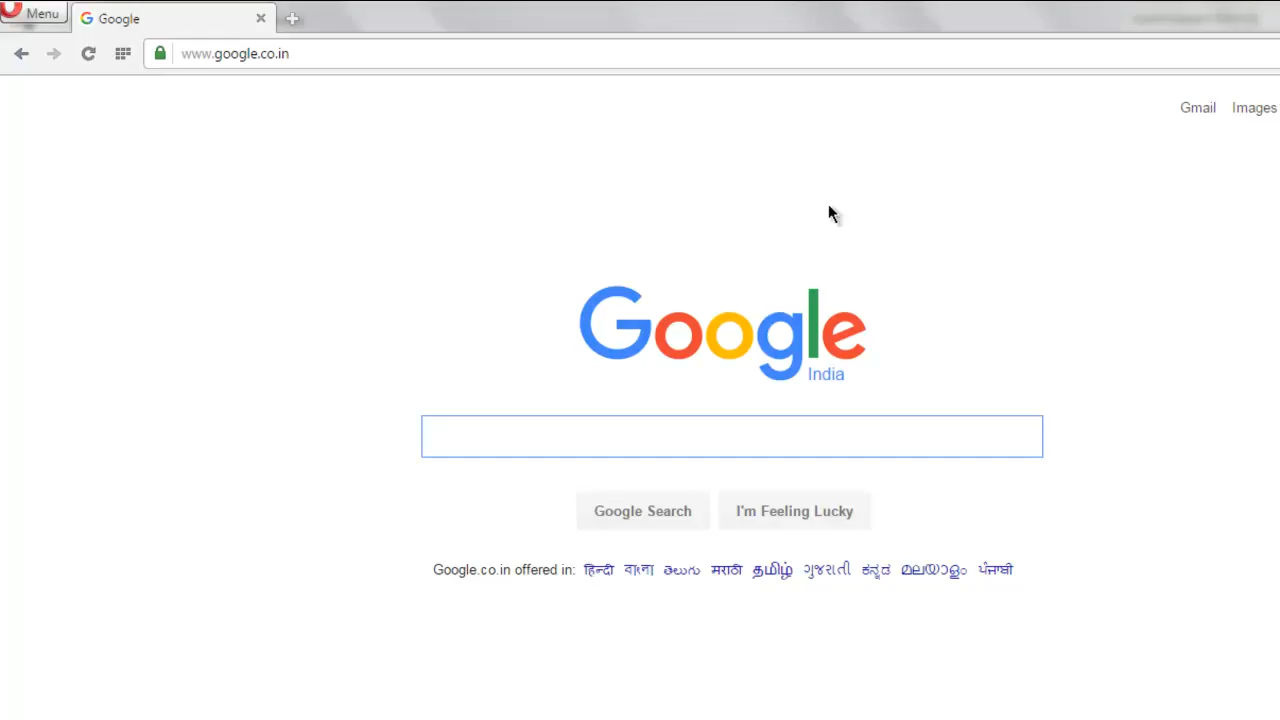 Menu
Google
www.google.co.in
Gmail Images
Google
India
Google Search I'm Feeling Lucky
Google.co.in offered in: हिन्दी বাংলা తెలుగు मराठी தமிழ் ગુજરાતી ಕನ್ನಡ മലയാളം ਪੰਜਾਬੀ